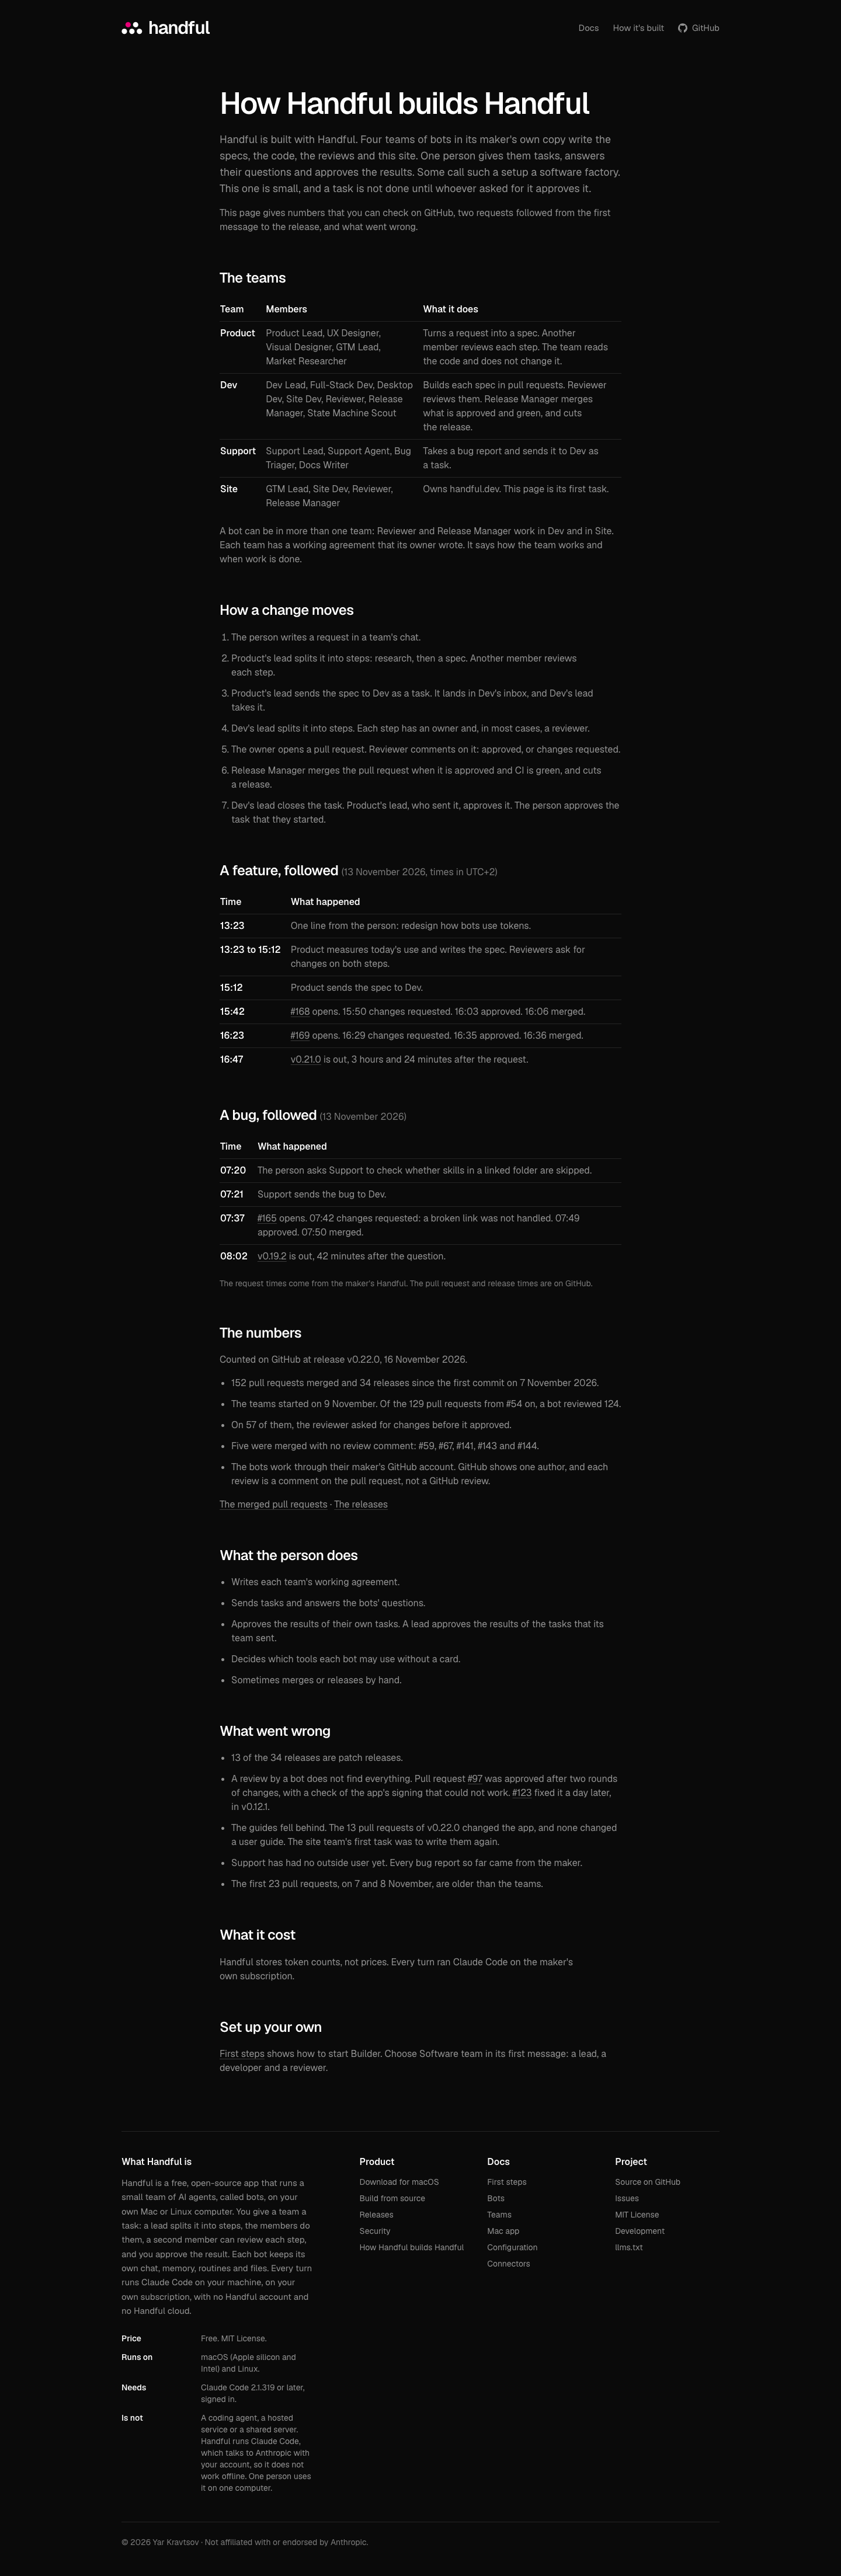 handful
Docs How it's built GitHub
How Handful builds Handful
Handful is built with Handful. Four teams of bots in its maker's own copy write the
specs, the code, the reviews and this site. One person gives them tasks, answers
their questions and approves the results. Some call such a setup a software factory.
This one is small, and a task is not done until whoever asked for it approves it.
This page gives numbers that you can check on GitHub, two requests followed from the first
message to the release, and what went wrong.
The teams
Team Members What it does
Product Product Lead, UX Designer, Turns a request into a spec. Another
Visual Designer, GTM Lead, member reviews each step. The team reads
Market Researcher the code and does not change it.
Dev Dev Lead, Full-Stack Dev, Desktop Builds each spec in pull requests. Reviewer
Dev, Site Dev, Reviewer, Release reviews them. Release Manager merges
Manager, State Machine Scout what is approved and green, and cuts
the release.
Support Support Lead, Support Agent, Bug Takes a bug report and sends it to Dev as
Triager, Docs Writer a task.
Site GTM Lead, Site Dev, Reviewer, Owns handful.dev. This page is its first task.
Release Manager
A bot can be in more than one team: Reviewer and Release Manager work in Dev and in Site.
Each team has a working agreement that its owner wrote. It says how the team works and
when work is done.
How a change moves
1. The person writes a request in a team's chat.
2. Product's lead splits it into steps: research, then a spec. Another member reviews
each step.
3. Product's lead sends the spec to Dev as a task. It lands in Dev's inbox, and Dev's lead
takes it.
4. Dev's lead splits it into steps. Each step has an owner and, in most cases, a reviewer.
5. The owner opens a pull request. Reviewer comments on it: approved, or changes requested.
6. Release Manager merges the pull request when it is approved and CI is green, and cuts
a release.
7. Dev's lead closes the task. Product's lead, who sent it, approves it. The person approves the
task that they started.
A feature, followed (13 November 2026, times in UTC+2)
Time What happened
13:23 One line from the person: redesign how bots use tokens.
13:23 to 15:12 Product measures today's use and writes the spec. Reviewers ask for
changes on both steps.
15:12 Product sends the spec to Dev.
15:42 #168 opens. 15:50 changes requested. 16:03 approved. 16:06 merged.
16:23 #169 opens. 16:29 changes requested. 16:35 approved. 16:36 merged.
16:47 v0.21.0 is out, 3 hours and 24 minutes after the request.
A bug, followed (13 November 2026)
Time What happened
07:20 The person asks Support to check whether skills in a linked folder are skipped.
07:21 Support sends the bug to Dev.
07:37 #165 opens. 07:42 changes requested: a broken link was not handled. 07:49
approved. 07:50 merged.
08:02 v0.19.2 is out, 42 minutes after the question.
The request times come from the maker's Handful. The pull request and release times are on GitHub.
The numbers
Counted on GitHub at release v0.22.0, 16 November 2026.
• 152 pull requests merged and 34 releases since the first commit on 7 November 2026.
• The teams started on 9 November. Of the 129 pull requests from #54 on, a bot reviewed 124.
• On 57 of them, the reviewer asked for changes before it approved.
• Five were merged with no review comment: #59, #67, #141, #143 and #144.
• The bots work through their maker's GitHub account. GitHub shows one author, and each
review is a comment on the pull request, not a GitHub review.
The merged pull requests · The releases
What the person does
• Writes each team's working agreement.
• Sends tasks and answers the bots' questions.
• Approves the results of their own tasks. A lead approves the results of the tasks that its
team sent.
• Decides which tools each bot may use without a card.
• Sometimes merges or releases by hand.
What went wrong
• 13 of the 34 releases are patch releases.
• A review by a bot does not find everything. Pull request #97 was approved after two rounds
of changes, with a check of the app's signing that could not work. #123 fixed it a day later,
in v0.12.1.
• The guides fell behind. The 13 pull requests of v0.22.0 changed the app, and none changed
a user guide. The site team's first task was to write them again.
• Support has had no outside user yet. Every bug report so far came from the maker.
• The first 23 pull requests, on 7 and 8 November, are older than the teams.
What it cost
Handful stores token counts, not prices. Every turn ran Claude Code on the maker's
own subscription.
Set up your own
First steps shows how to start Builder. Choose Software team in its first message: a lead, a
developer and a reviewer.
What Handful is
Handful is a free, open-source app that runs a
small team of AI agents, called bots, on your
own Mac or Linux computer. You give a team a
task: a lead splits it into steps, the members do
them, a second member can review each step,
and you approve the result. Each bot keeps its
own chat, memory, routines and files. Every turn
runs Claude Code on your machine, on your
own subscription, with no Handful account and
no Handful cloud.
Price Free. MIT License.
Runs on macOS (Apple silicon and
Intel) and Linux.
Needs Claude Code 2.1.319 or later,
signed in.
Is not A coding agent, a hosted
service or a shared server.
Handful runs Claude Code,
which talks to Anthropic with
your account, so it does not
work offline. One person uses
it on one computer.
Product
Download for macOS
Build from source
Releases
Security
How Handful builds Handful
Docs
First steps
Bots
Teams
Mac app
Configuration
Connectors
Project
Source on GitHub
Issues
MIT License
Development
llms.txt
© 2026 Yar Kravtsov · Not affiliated with or endorsed by Anthropic.